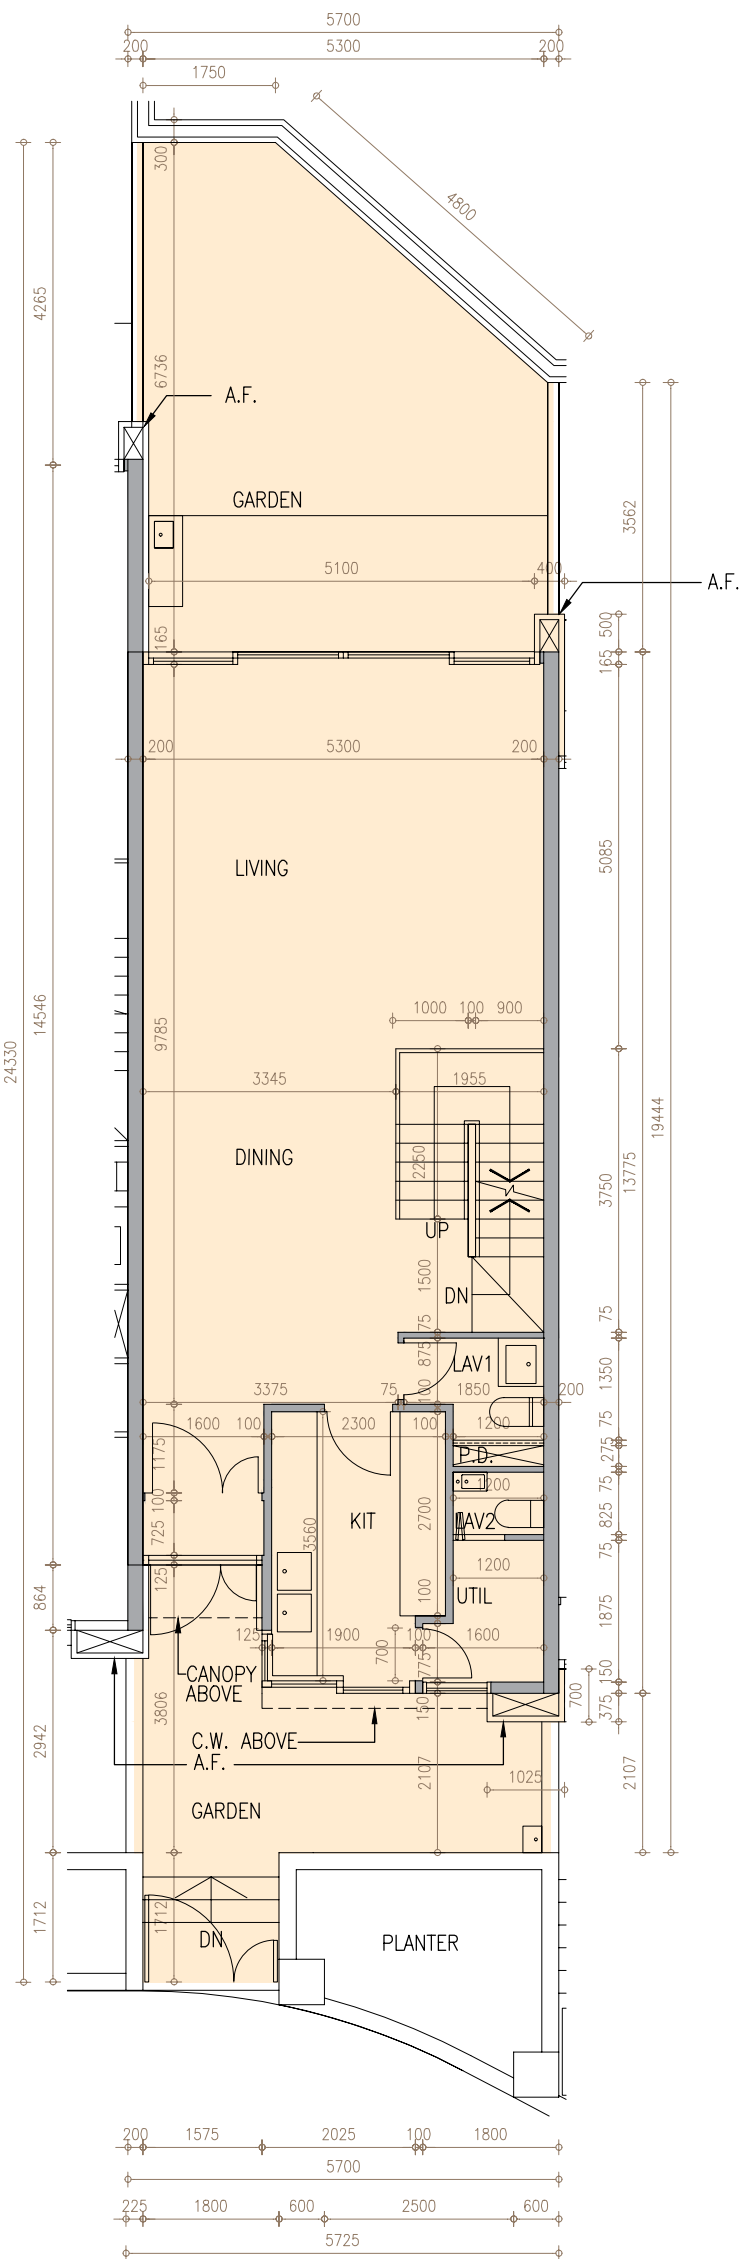 5700
200 5300 200
1750
300
4800
4265
6736
A.F.
GARDEN
3562
5100 400
A.F.
500
165
165
200 5300 200
LIVING
5085
1000 100 900
14546
9785
24330
3345 1955
19444
DINING
2250
3750
13775
UP
1500
DN
75
75
875
LAV1
1350
100
3375 75 1850 200
1600 100 2300 100 1200
75
1175
P.D.
275
1200
75
100
KIT
2700
LAV2
825
725
3560
75
125
1200
864
100
UTIL
1875
125 1900 100 1600
700
775
CANOPY
ABOVE
150
700
375
150
3806
C.W. ABOVE
A.F.
2942
2107
1025
2107
GARDEN
1712
1712
DN
PLANTER
200 1575 2025 100 1800
5700
225 1800 600 2500 600
5725